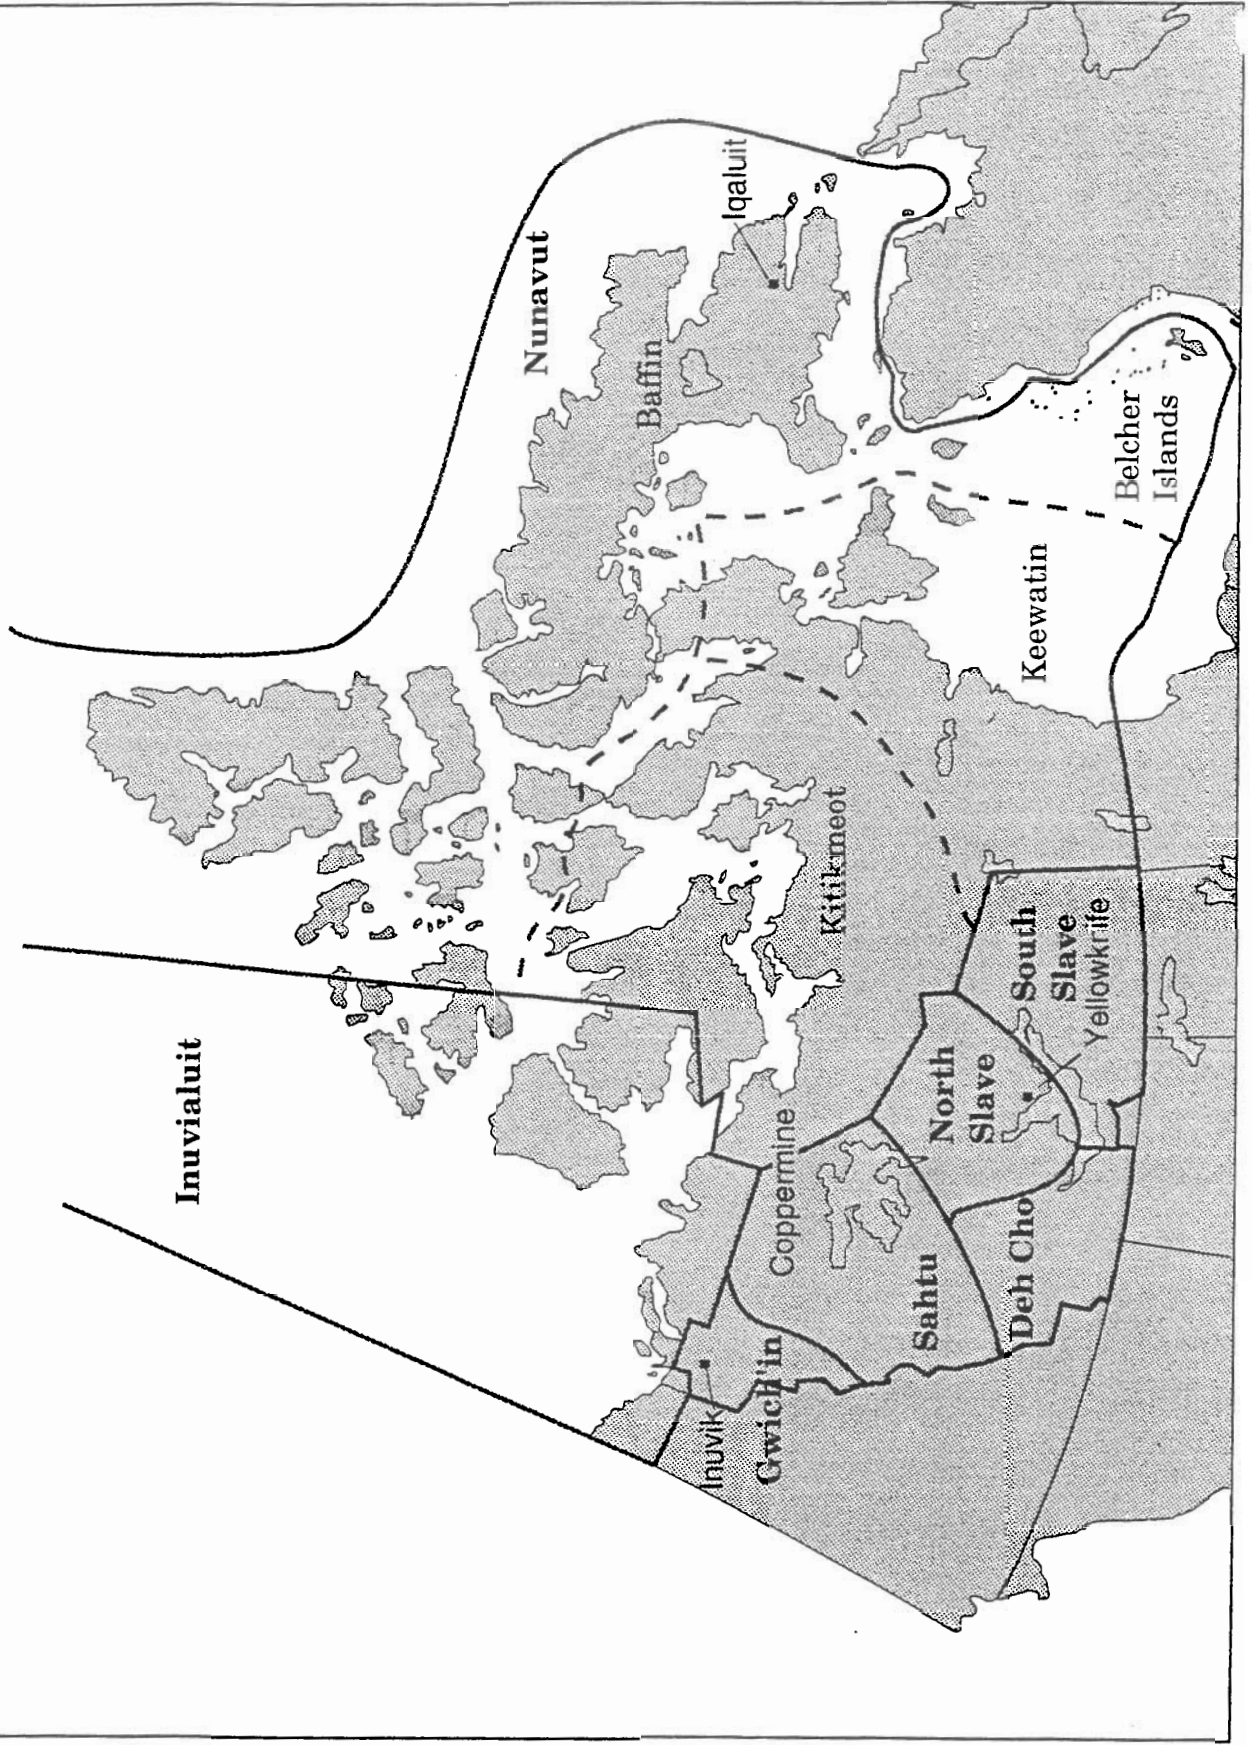 Inuvialuit
Nunavut
Iqaluit
Baffin
Belcher
Islands
Keewatin
Kitikmeot
South
Slave
Yellowknife
North
Slave
Coppermine
Sahtu
Deh Cho
Gwich'in
Inuvik